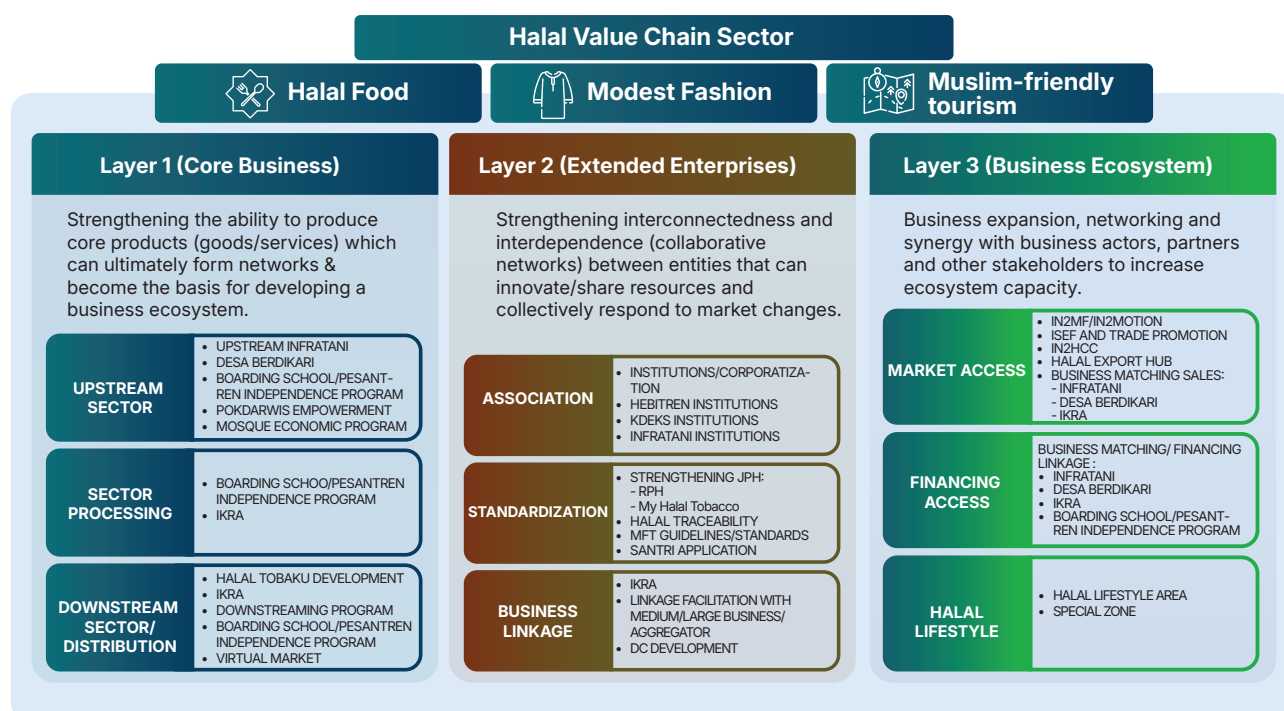 Halal Value Chain Sector
Halal Food
Modest Fashion
Muslim-friendly
tourism
Layer 1 (Core Business)
Strengthening the ability to produce
core products (goods/services) which
can ultimately form networks &
become the basis for developing a
business ecosystem.
UPSTREAM
SECTOR
• UPSTREAM INFRATANI
• DESA BERDIKARI
• BOARDING SCHOOL/PESANT-
REN INDEPENDENCE PROGRAM
• POKDARWIS EMPOWERMENT
• MOSQUE ECONOMIC PROGRAM
SECTOR
PROCESSING
• BOARDING SCHOO/PESANTREN
INDEPENDENCE PROGRAM
• IKRA
DOWNSTREAM
SECTOR/
DISTRIBUTION
• HALAL TOBAKU DEVELOPMENT
• IKRA
• DOWNSTREAMING PROGRAM
• BOARDING SCHOOL/PESANTREN
INDEPENDENCE PROGRAM
• VIRTUAL MARKET
Layer 2 (Extended Enterprises)
Strengthening interconnectedness and
interdependence (collaborative
networks) between entities that can
innovate/share resources and
collectively respond to market changes.
ASSOCIATION
• INSTITUTIONS/CORPORATIZA-
TION
• HEBITREN INSTITUTIONS
• KDEKS INSTITUTIONS
• INFRATANI INSTITUTIONS
STANDARDIZATION
• STRENGTHENING JPH:
- RPH
- My Halal Tobacco
• HALAL TRACEABILITY
• MFT GUIDELINES/STANDARDS
• SANTRI APPLICATION
BUSINESS
LINKAGE
• IKRA
• LINKAGE FACILITATION WITH
MEDIUM/LARGE BUSINESS/
AGGREGATOR
• DC DEVELOPMENT
Layer 3 (Business Ecosystem)
Business expansion, networking and
synergy with business actors, partners
and other stakeholders to increase
ecosystem capacity.
MARKET ACCESS
• IN2MF/IN2MOTION
• ISEF AND TRADE PROMOTION
• IN2HCC
• HALAL EXPORT HUB
• BUSINESS MATCHING SALES:
- INFRATANI
- DESA BERDIKARI
- IKRA
FINANCING
ACCESS
BUSINESS MATCHING/ FINANCING
LINKAGE :
• INFRATANI
• DESA BERDIKARI
• IKRA
• BOARDING SCHOOL/PESANT-
REN INDEPENDENCE PROGRAM
HALAL
LIFESTYLE
• HALAL LIFESTYLE AREA
• SPECIAL ZONE